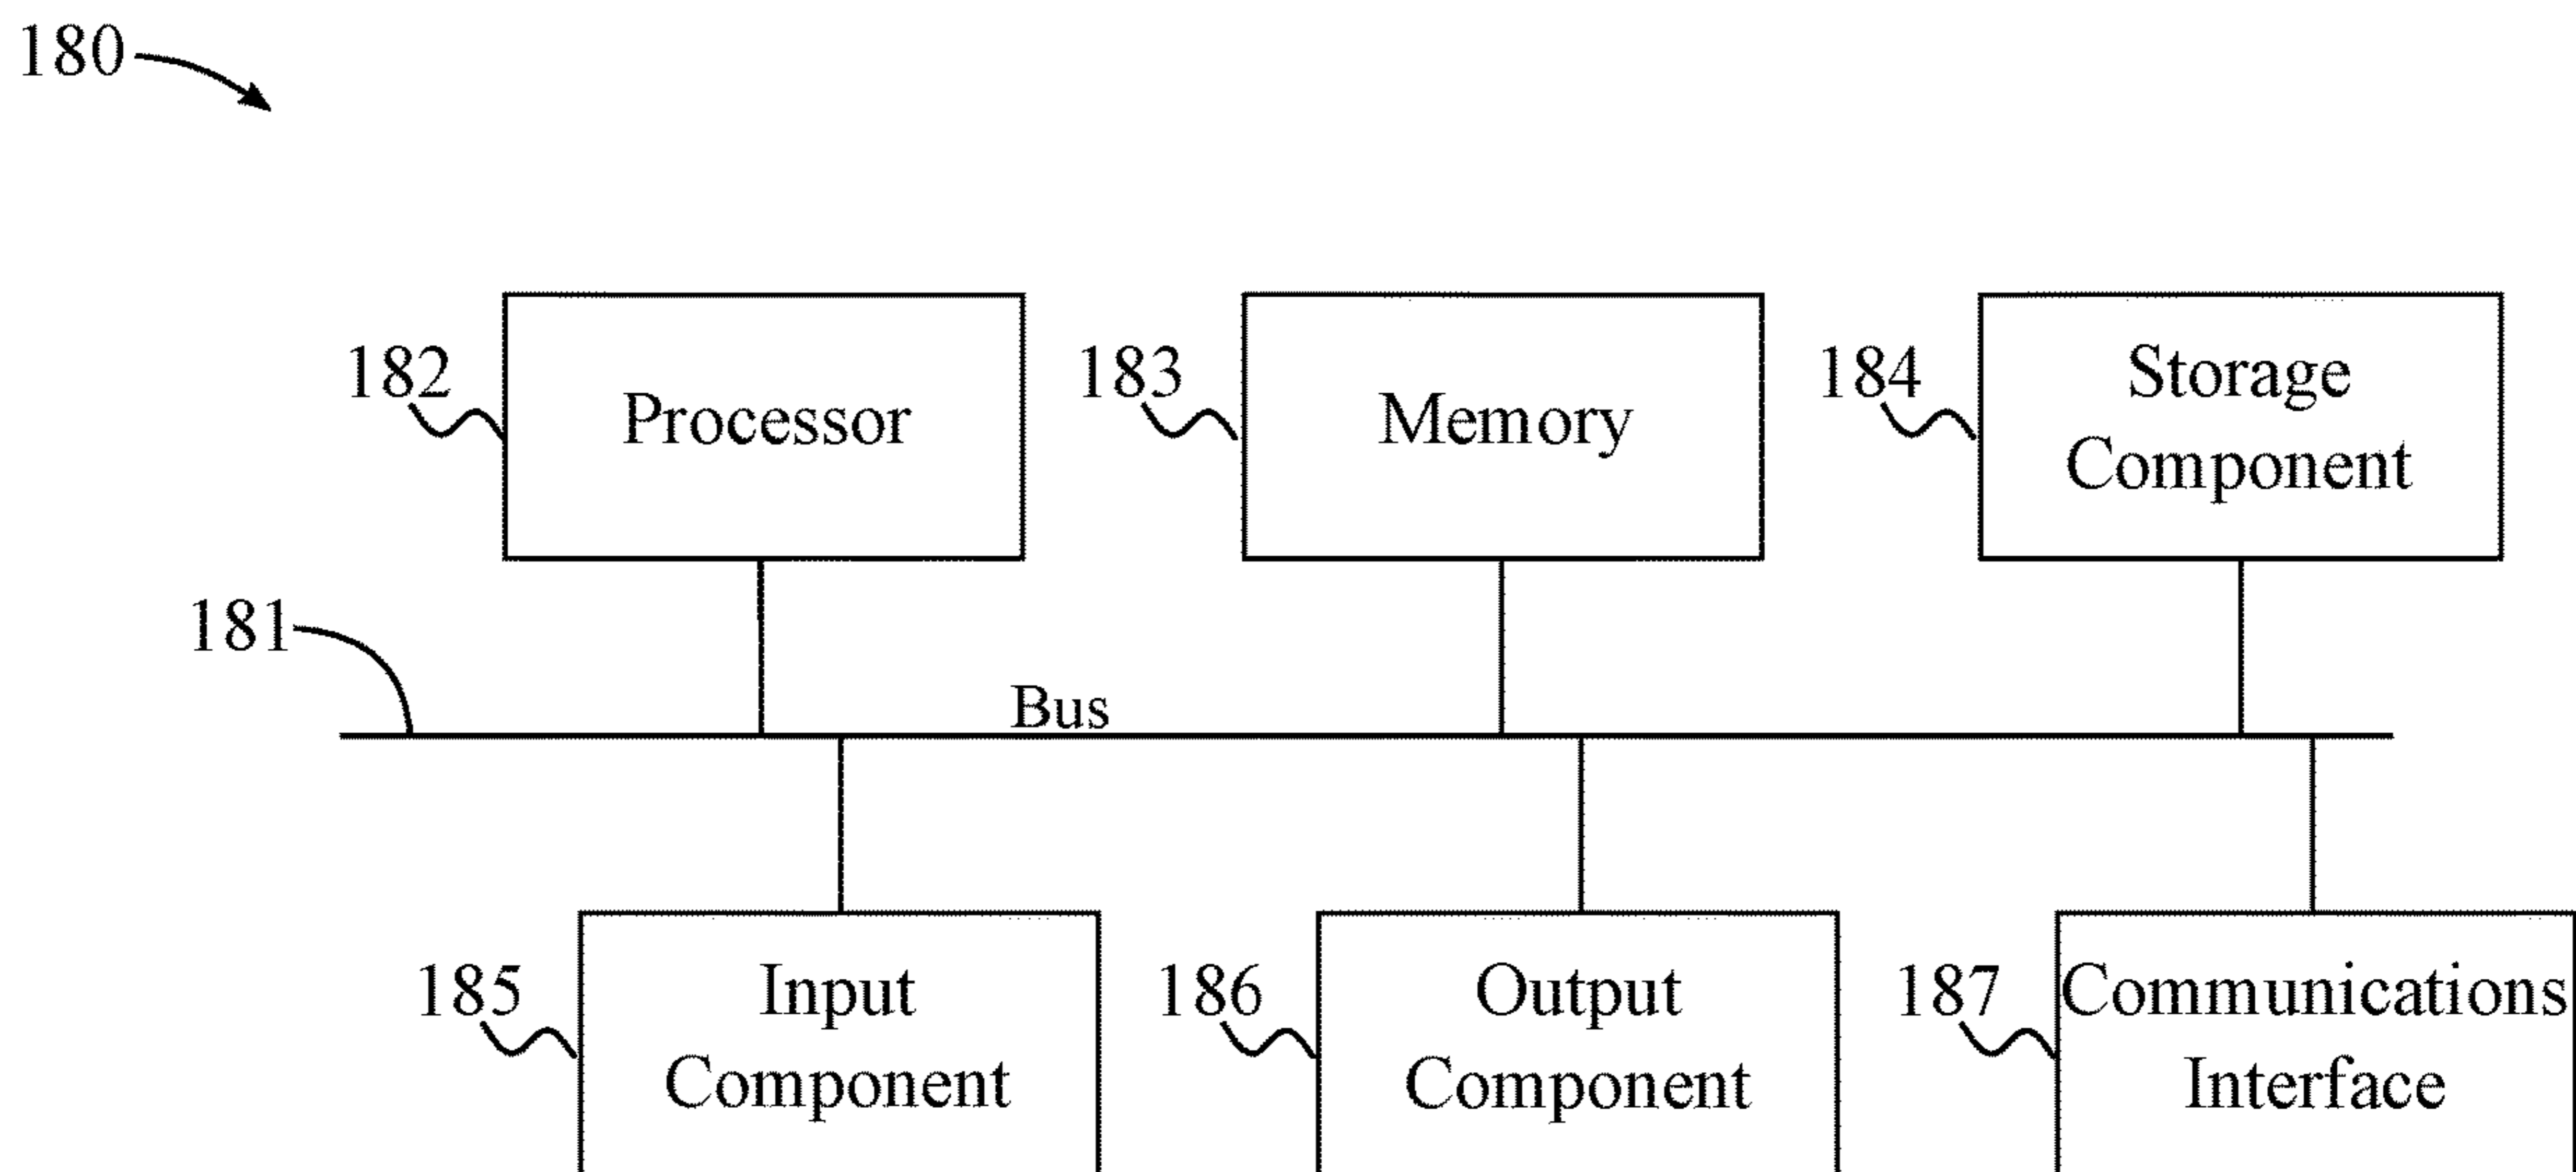 180
182
Processor
183
Memory
184
Storage
Component
181
Bus
185
Input
Component
186
Output
Component
187
Communications
Interface